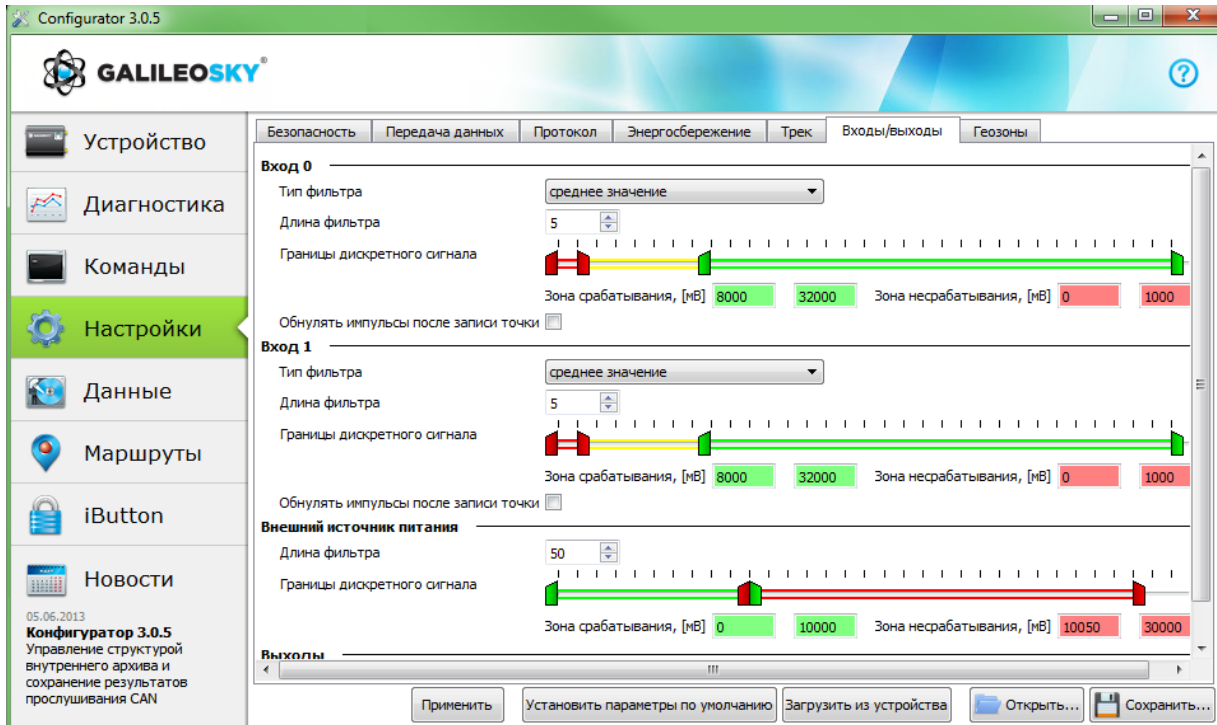 Configurator 3.0.5
GALILEOSKY®
?
Устройство
Диагностика
Команды
Настройки
Данные
Маршруты
iButton
Новости
05.06.2013
Конфигуратор 3.0.5
Управление структурой
внутреннего архива и
сохранение результатов
прослушивания CAN
Безопасность Передача данных Протокол Энергосбережение Трек Входы/выходы Геозоны
Вход 0
Тип фильтра среднее значение
Длина фильтра 5
Границы дискретного сигнала
Зона срабатывания, [мВ] 8000 32000 Зона несрабатывания, [мВ] 0 1000
Обнулять импульсы после записи точки
Вход 1
Тип фильтра среднее значение
Длина фильтра 5
Границы дискретного сигнала
Зона срабатывания, [мВ] 8000 32000 Зона несрабатывания, [мВ] 0 1000
Обнулять импульсы после записи точки
Внешний источник питания
Длина фильтра 50
Границы дискретного сигнала
Зона срабатывания, [мВ] 0 10000 Зона несрабатывания, [мВ] 10050 30000
Выходы
Применить Установить параметры по умолчанию Загрузить из устройства Открыть... Сохранить...